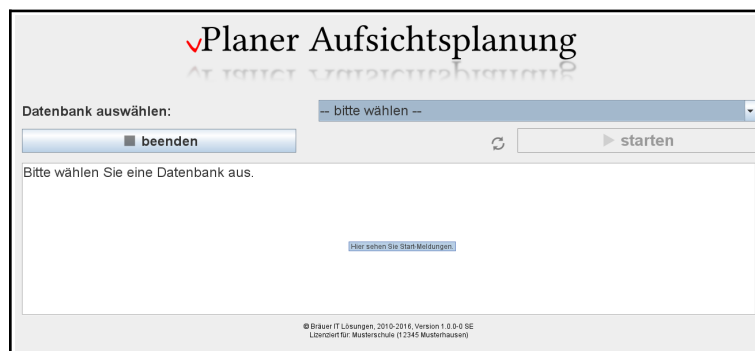 Planer Aufsichtsplanung
Datenbank auswählen:
-- bitte wählen --
beenden
starten
Bitte wählen Sie eine Datenbank aus.
Hier sehen Sie Start-Meldungen.
© Bräuer IT Lösungen, 2010-2016, Version 1.0.0-0 SE
Lizenziert für: Musterschule (12345 Musterhausen)